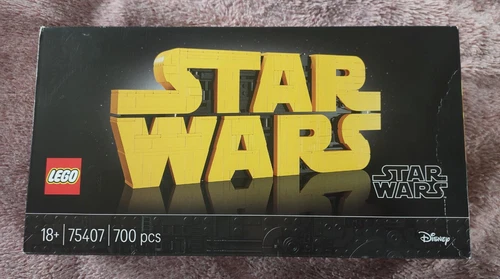 STAR
WARS
LEGO
STAR
WARS
18+ 75407 700 pcs
Disney